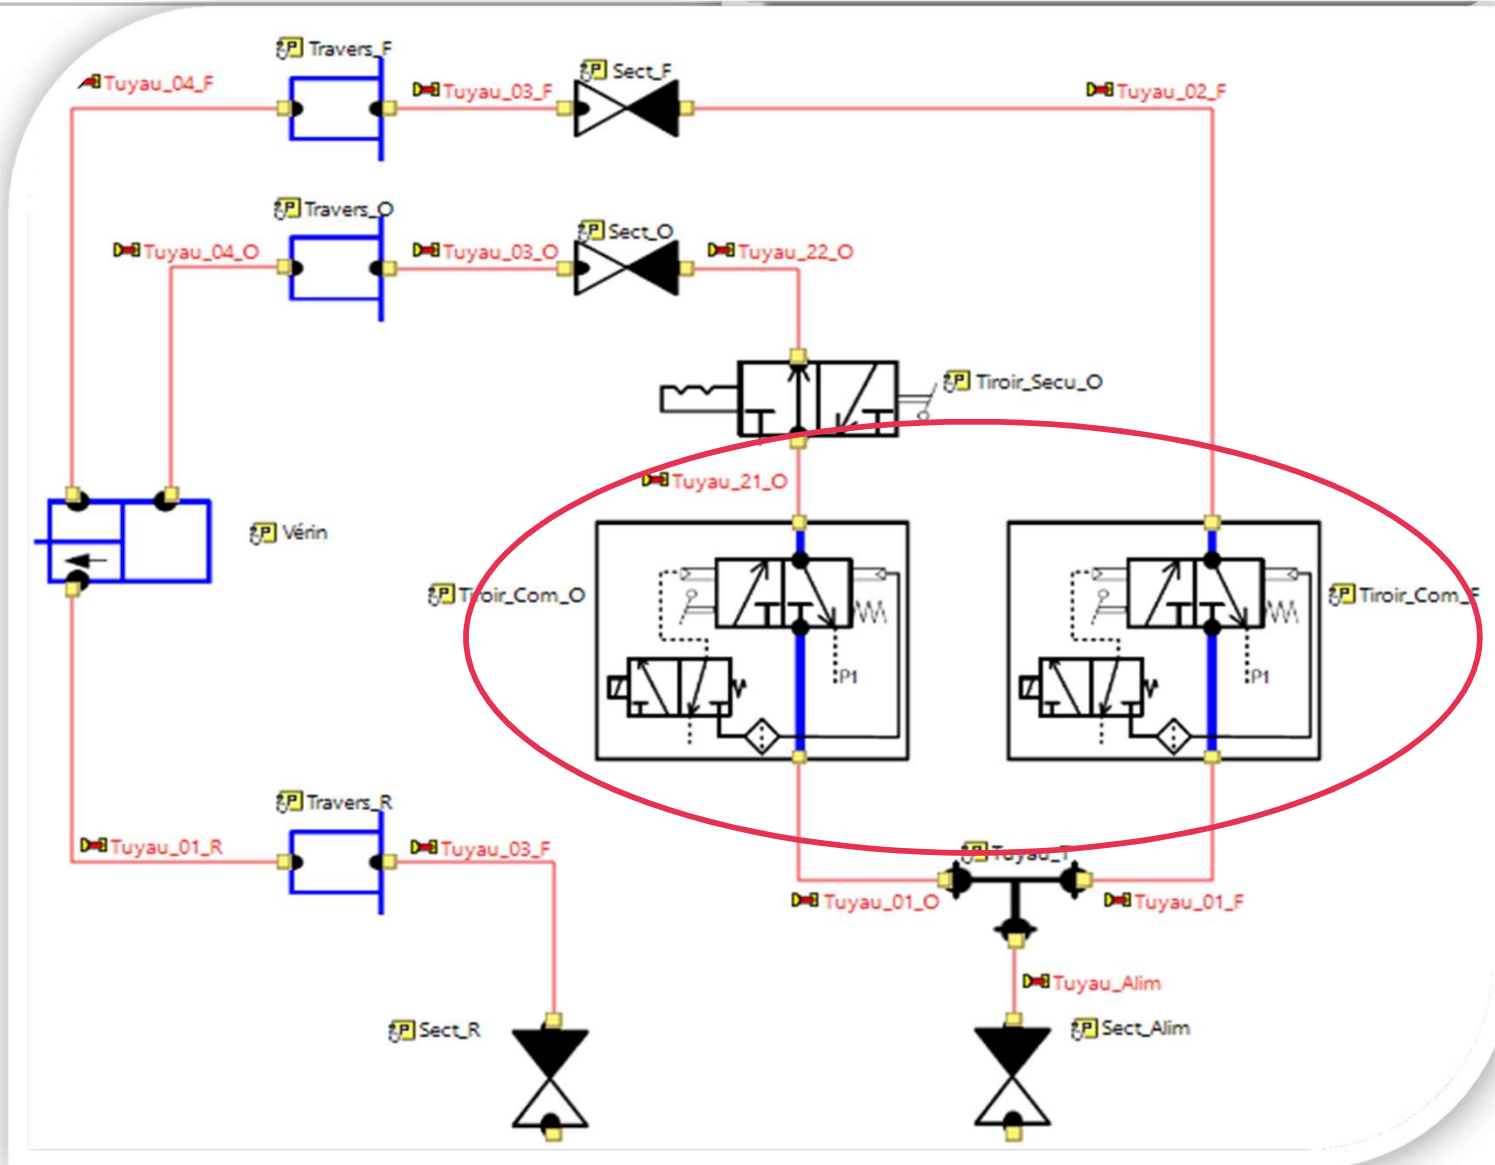 Travers_F
Tuyau_04_F
Tuyau_03_F
Sect_F
Tuyau_02_F
Travers_O
Tuyau_04_O
Tuyau_03_O
Sect_O
Tuyau_22_O
Tiroir_Secu_O
Tuyau_21_O
Vérin
Tiroir_Com_O
P1
Tiroir_Com_F
P1
Travers_R
Tuyau_01_R
Tuyau_03_F
Tuyau_T
Tuyau_01_O
Tuyau_01_F
Tuyau_Alim
Sect_R
Sect_Alim